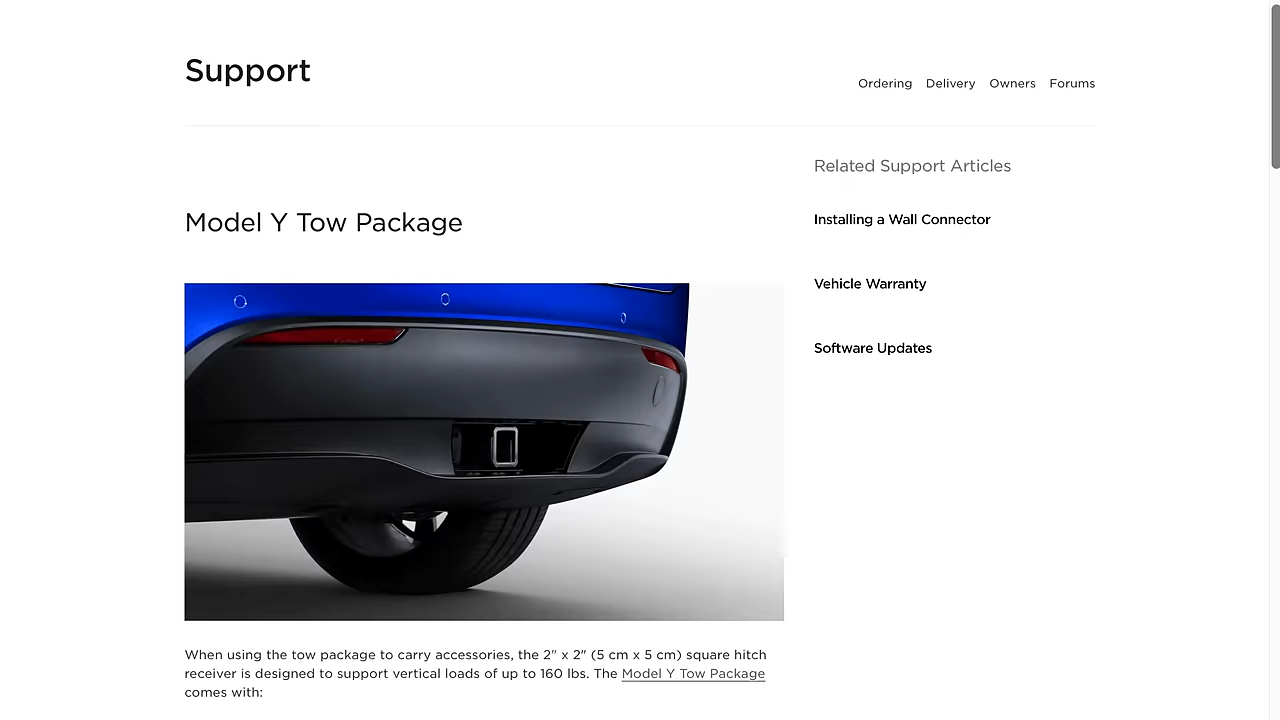 Support
Ordering Delivery Owners Forums
Related Support Articles
Model Y Tow Package
Installing a Wall Connector
Vehicle Warranty
Software Updates
When using the tow package to carry accessories, the 2" x 2" (5 cm x 5 cm) square hitch
receiver is designed to support vertical loads of up to 160 lbs. The Model Y Tow Package
comes with: